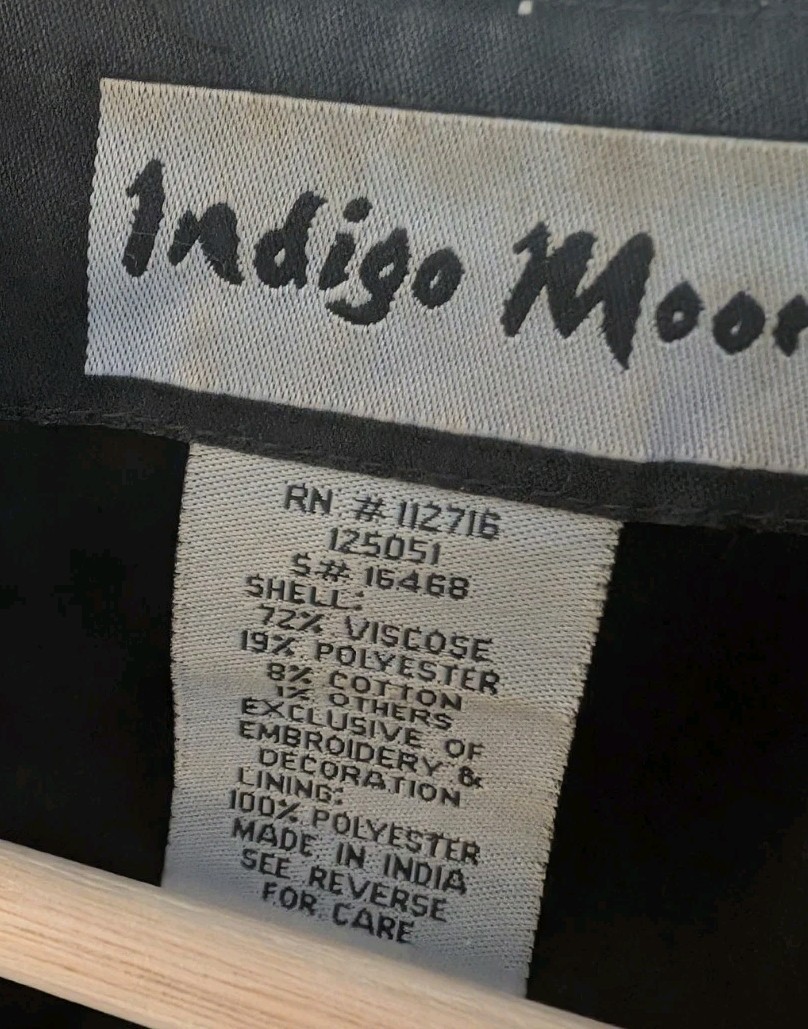 Indigo Moon
RN # 112716
125051
S# 16468
SHELL:
72% VISCOSE
19% POLYESTER
8% COTTON
1% OTHERS
EXCLUSIVE OF
EMBROIDERY &
DECORATION
LINING:
100% POLYESTER
MADE IN INDIA
SEE REVERSE
FOR CARE